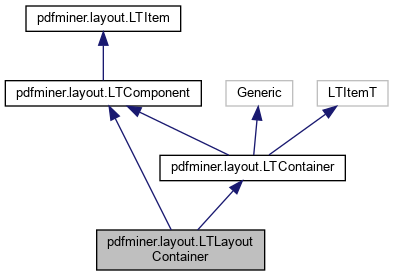 pdfminer.layout.LTItem
pdfminer.layout.LTComponent
Generic
LTItemT
pdfminer.layout.LTContainer
pdfminer.layout.LTLayout
Container